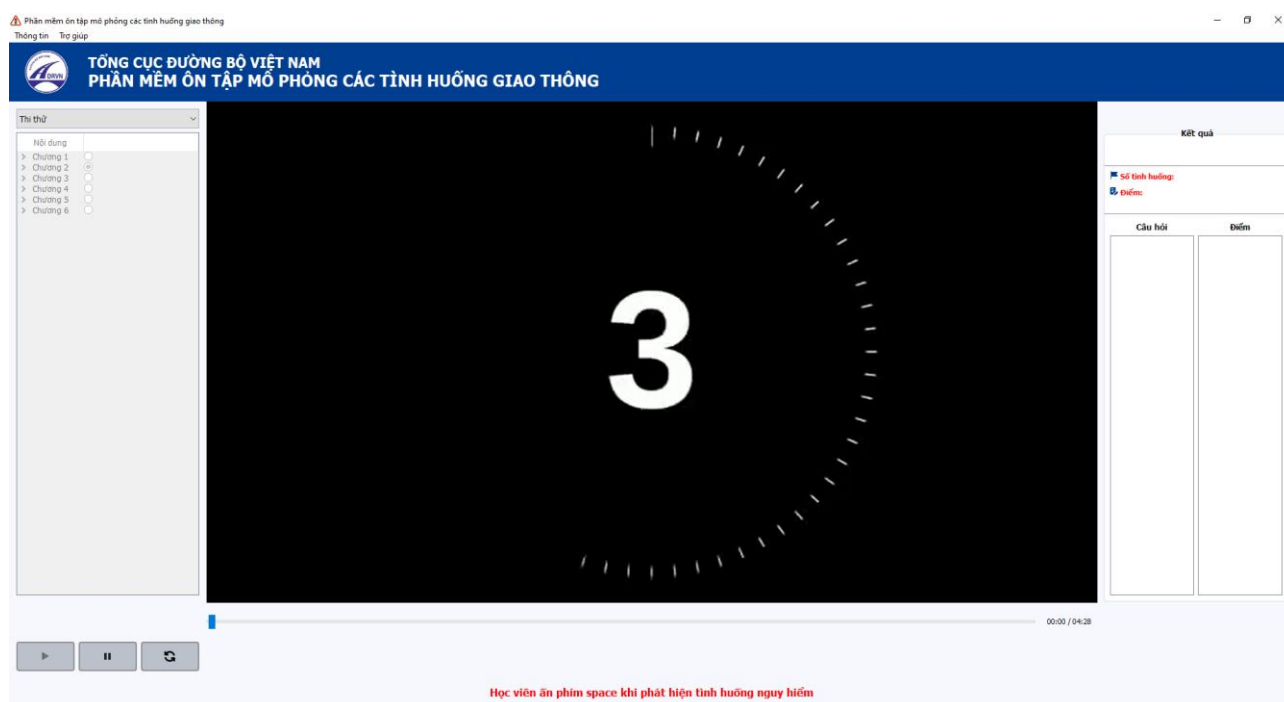 Phần mềm ôn tập mô phỏng các tình huống giao thông
Thông tin Trợ giúp
DRVN
TỔNG CỤC ĐƯỜNG BỘ VIỆT NAM
PHẦN MỀM ÔN TẬP MÔ PHỎNG CÁC TÌNH HUỐNG GIAO THÔNG
Thi thử
Nội dung
Chương 1
Chương 2
Chương 3
Chương 4
Chương 5
Chương 6
3
Kết quả
Số tình huống:
Điểm:
Câu hỏi Điểm
00:00 / 04:28
Học viên ấn phím space khi phát hiện tình huống nguy hiểm